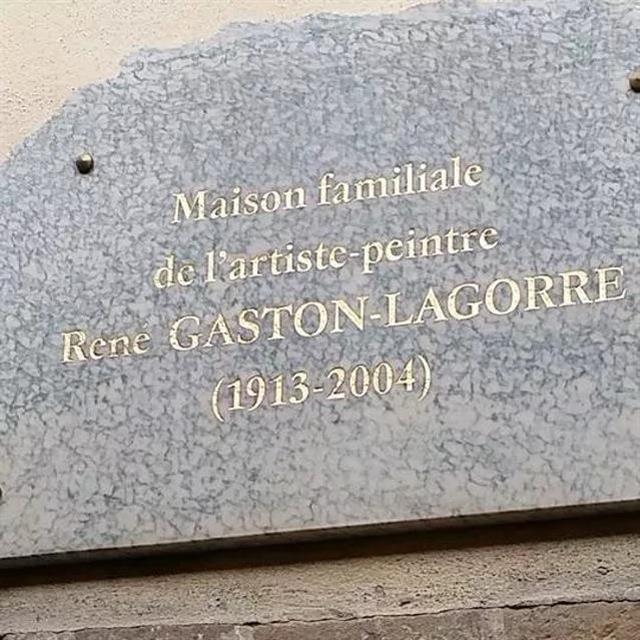 Maison familiale
de l'artiste-peintre
René GASTON-LAGORRE
(1913-2004)